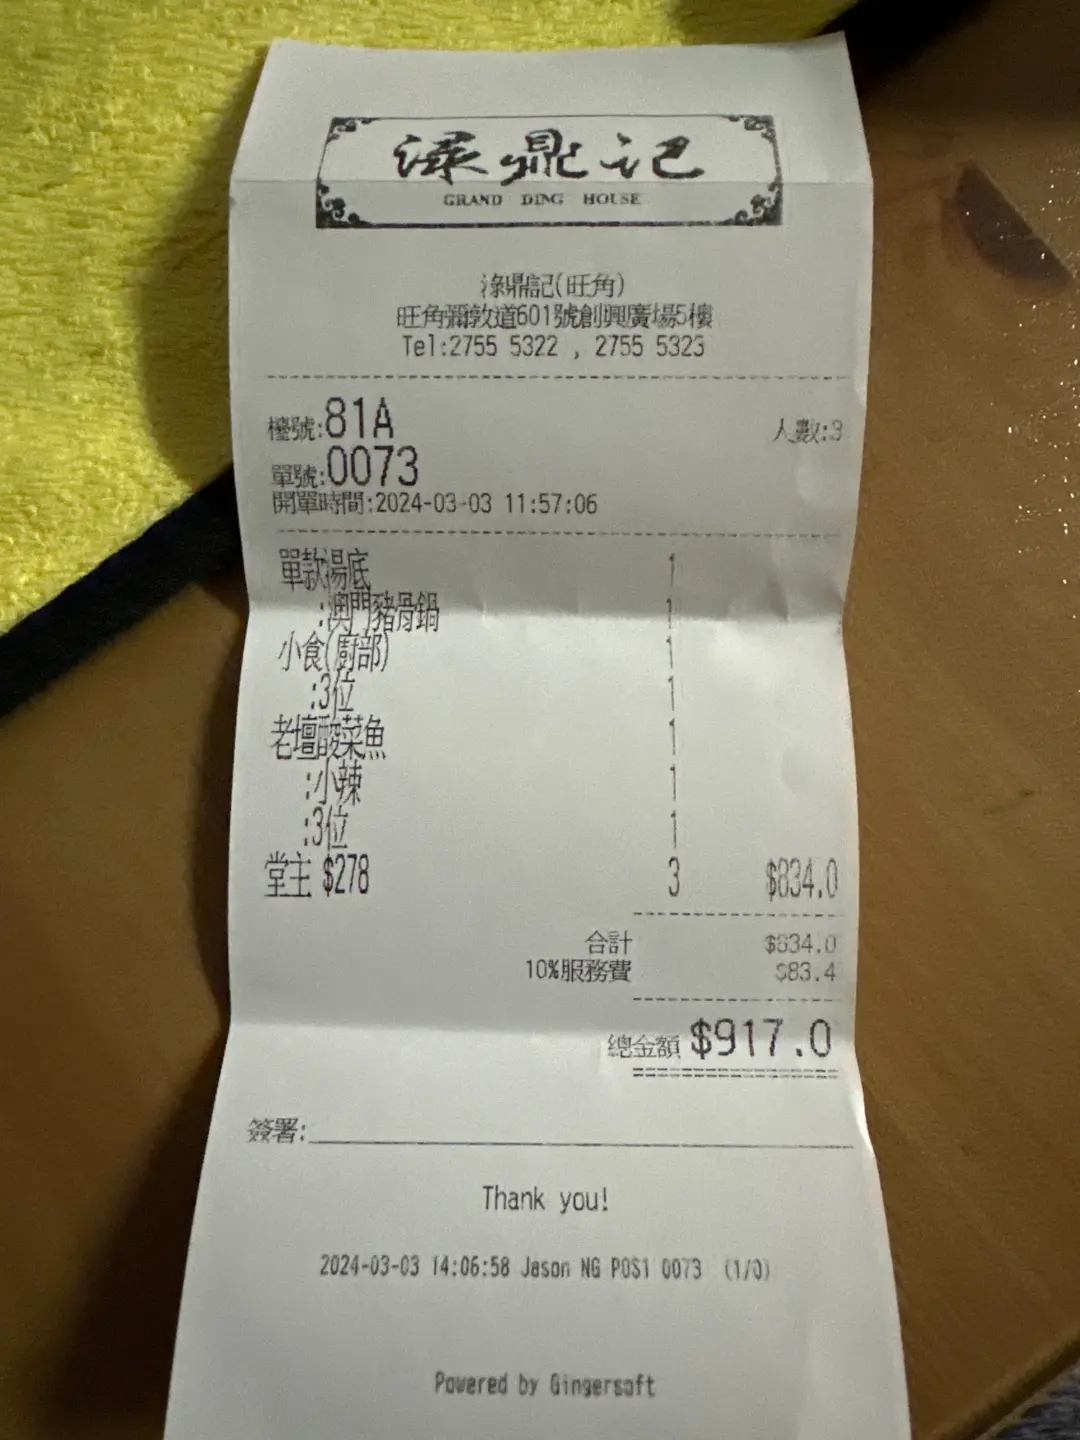 渌鼎記
GRAND DING HOUSE
渌鼎記(旺角)
旺角彌敦道601號創興廣場5樓
Tel:2755 5322 , 2755 5323
檯號:81A 人數:3
單號:0073
開單時間:2024-03-03 11:57:06
單款湯底 1
:澳門豬骨鍋 1
小食(廚部) 1
:3位 1
老壇酸菜魚 1
:小辣 1
:3位 1
堂主 $278 3 $834.0
合計 $834.0
10%服務費 $83.4
總金額 $917.0
簽署:
Thank you!
2024-03-03 14:06:58 Jason NG POS1 0073 (1/0)
Powered by Gingersoft